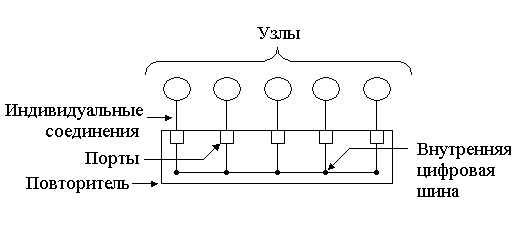 Узлы
Индивидуальные
соединения
Порты
Повторитель
Внутренняя
цифровая
шина